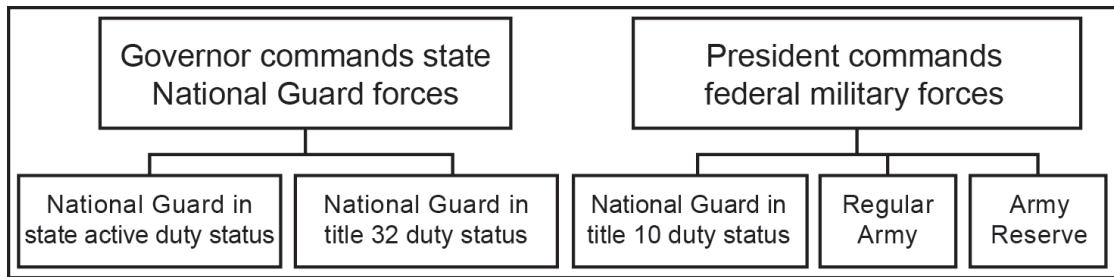 Governor commands state
National Guard forces
President commands
federal military forces
National Guard in
state active duty status
National Guard in
title 32 duty status
National Guard in
title 10 duty status
Regular
Army
Army
Reserve